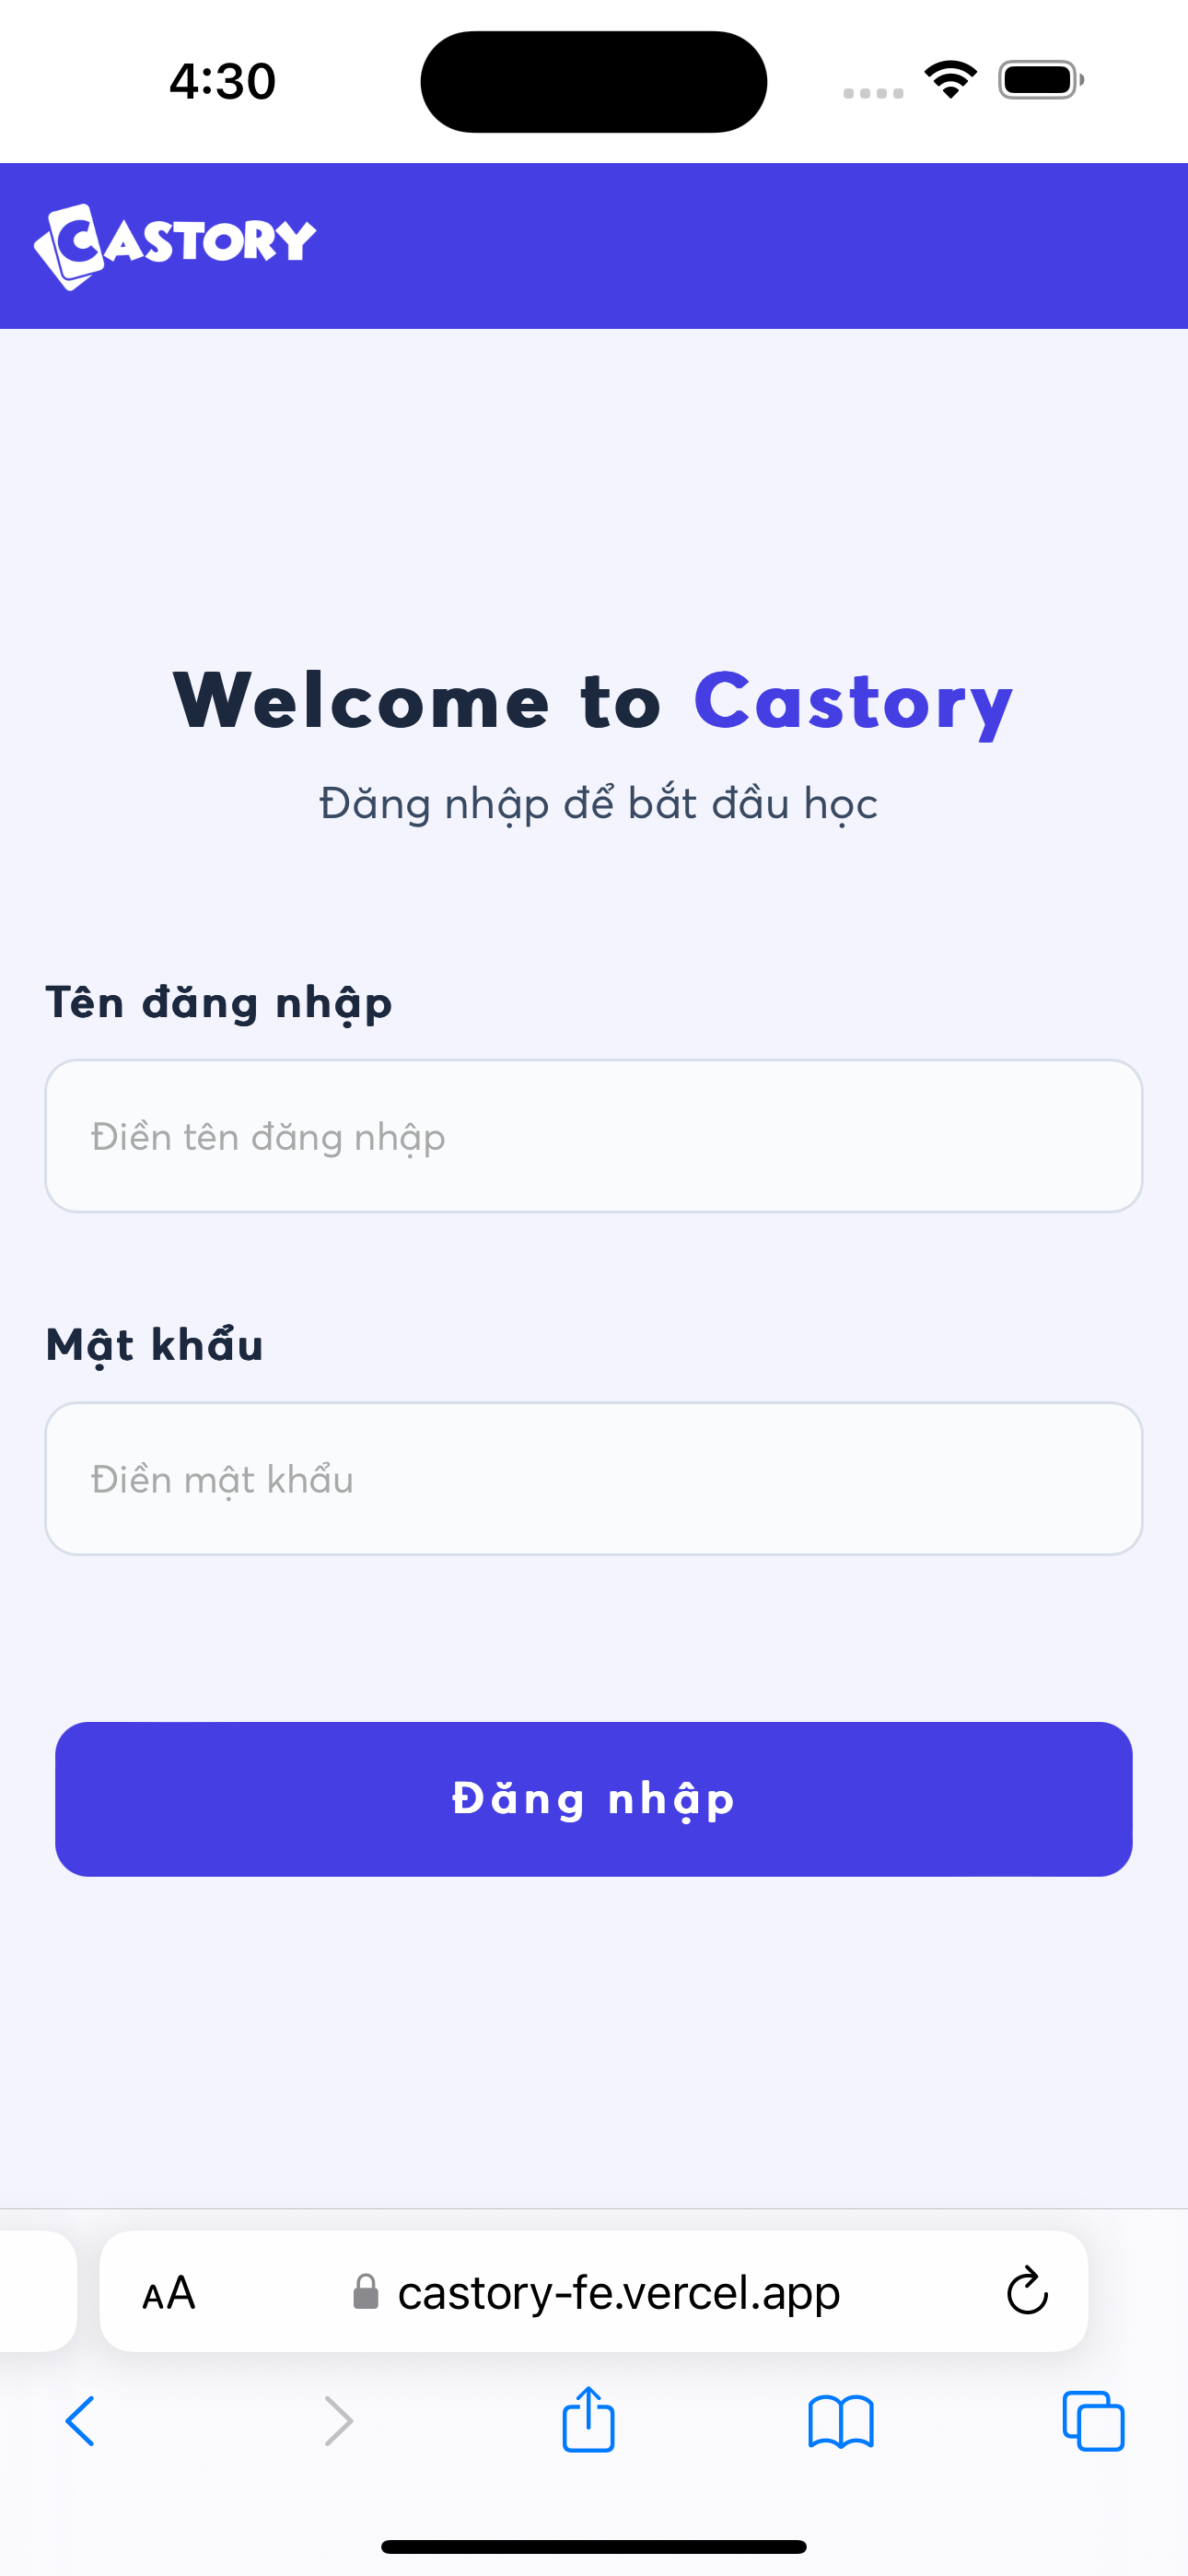 4:30
CASTORY
Welcome to Castory
Đăng nhập để bắt đầu học
Tên đăng nhập
Điền tên đăng nhập
Mật khẩu
Điền mật khẩu
Đăng nhập
AA castory-fe.vercel.app